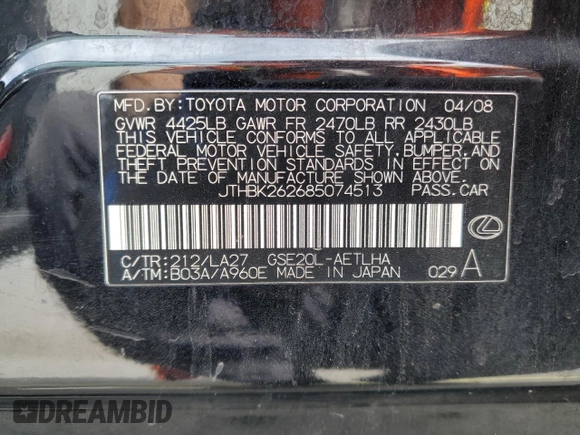 MFD.BY:TOYOTA MOTOR CORPORATION 04/08
GVWR 4425LB GAWR FR 2470LB RR 2430LB
THIS VEHICLE CONFORMS TO ALL APPLICABLE
FEDERAL MOTOR VEHICLE SAFETY,BUMPER,AND
THEFT PREVENTION STANDARDS IN EFFECT ON
THE DATE OF MANUFACTURE SHOWN ABOVE.
JTHBK262685074513 PASS.CAR
C/TR:212/LA27 GSE20L-AETLHA
A/TM:B03A/A960E MADE IN JAPAN 029 A
DREAMBID